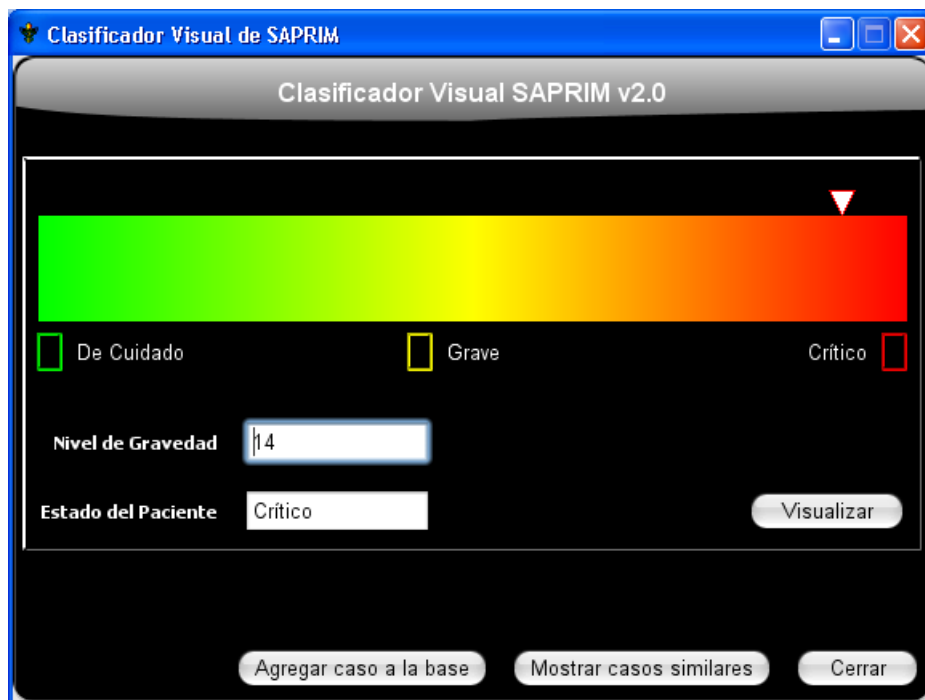 Clasificador Visual de SAPRIM
Clasificador Visual SAPRIM v2.0
De Cuidado
Grave
Crítico
Nivel de Gravedad
14
Estado del Paciente
Crítico
Visualizar
Agregar caso a la base
Mostrar casos similares
Cerrar